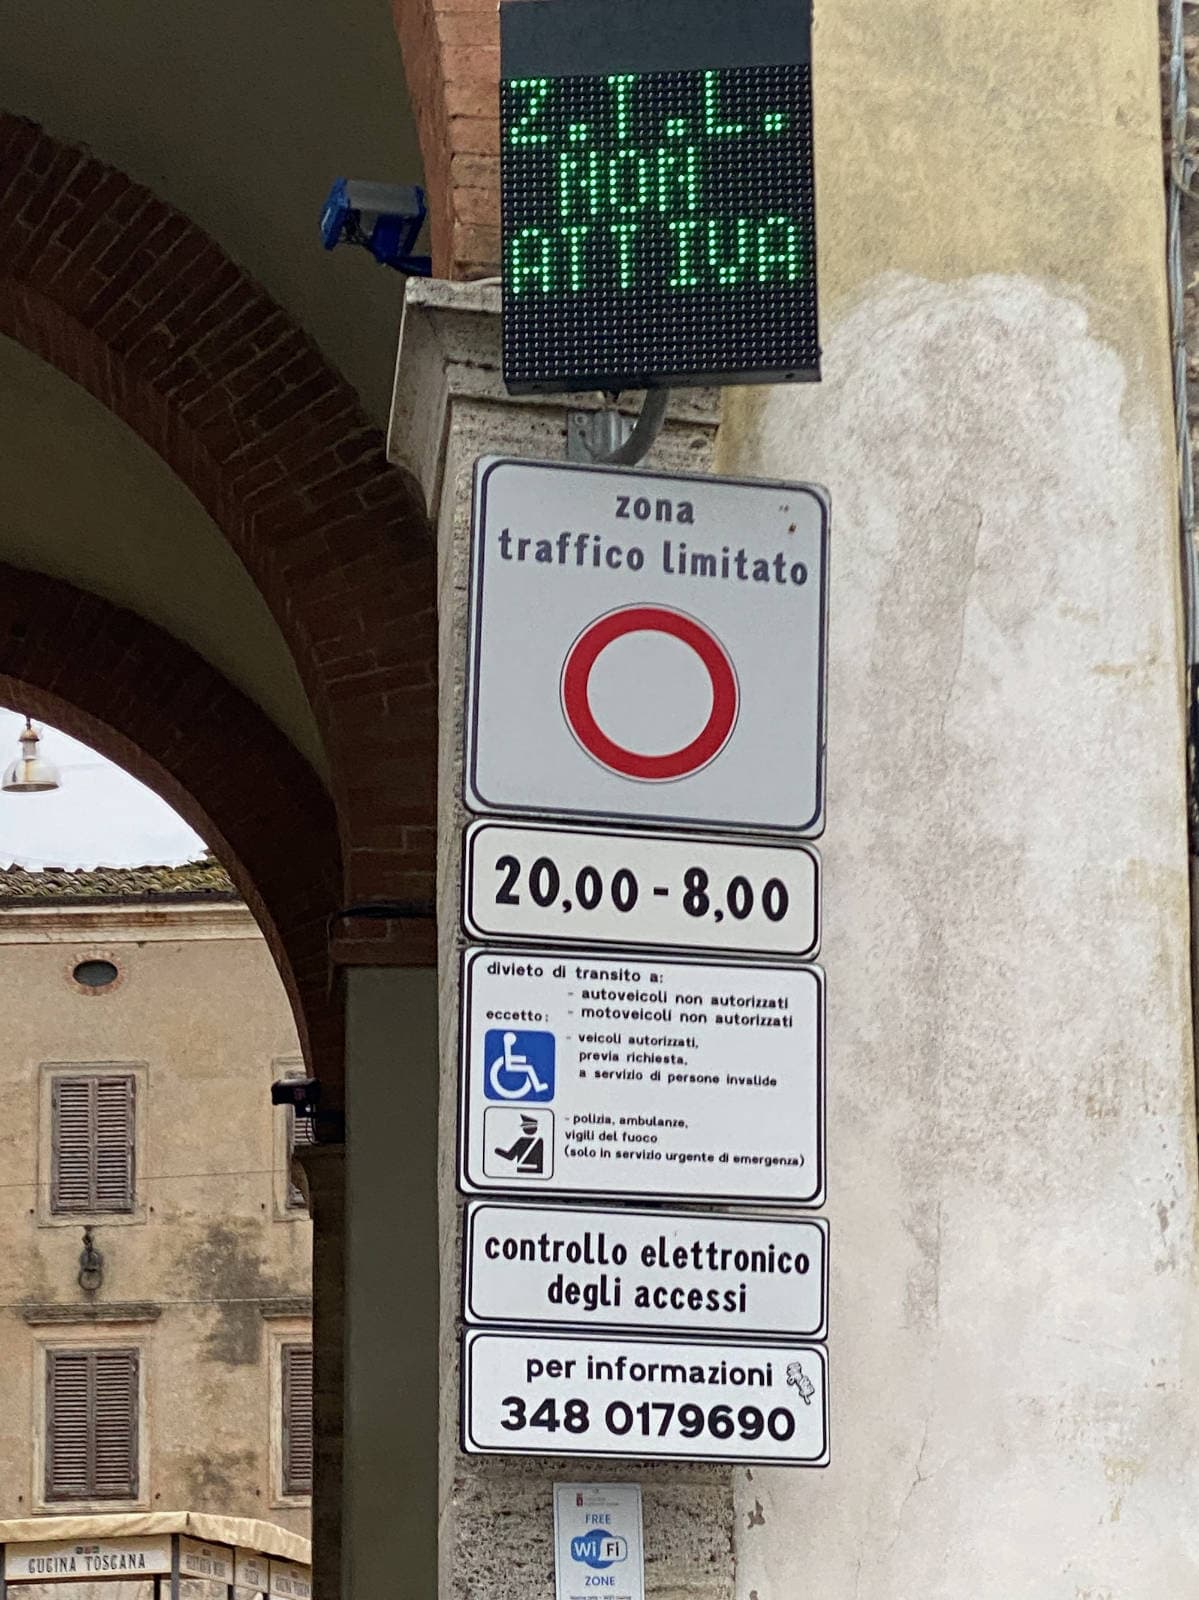 Z.T.L.
NON
ATTIVA
zona
traffico limitato
20,00 - 8,00
divieto di transito a:
- autoveicoli non autorizzati
- motoveicoli non autorizzati
eccetto:
- veicoli autorizzati,
previa richiesta,
a servizio di persone invalide
- polizia, ambulanze,
vigili del fuoco
(solo in servizio urgente di emergenza)
controllo elettronico
degli accessi
per informazioni
348 0179690
FREE
Wi Fi
ZONE
CUCINA TOSCANA